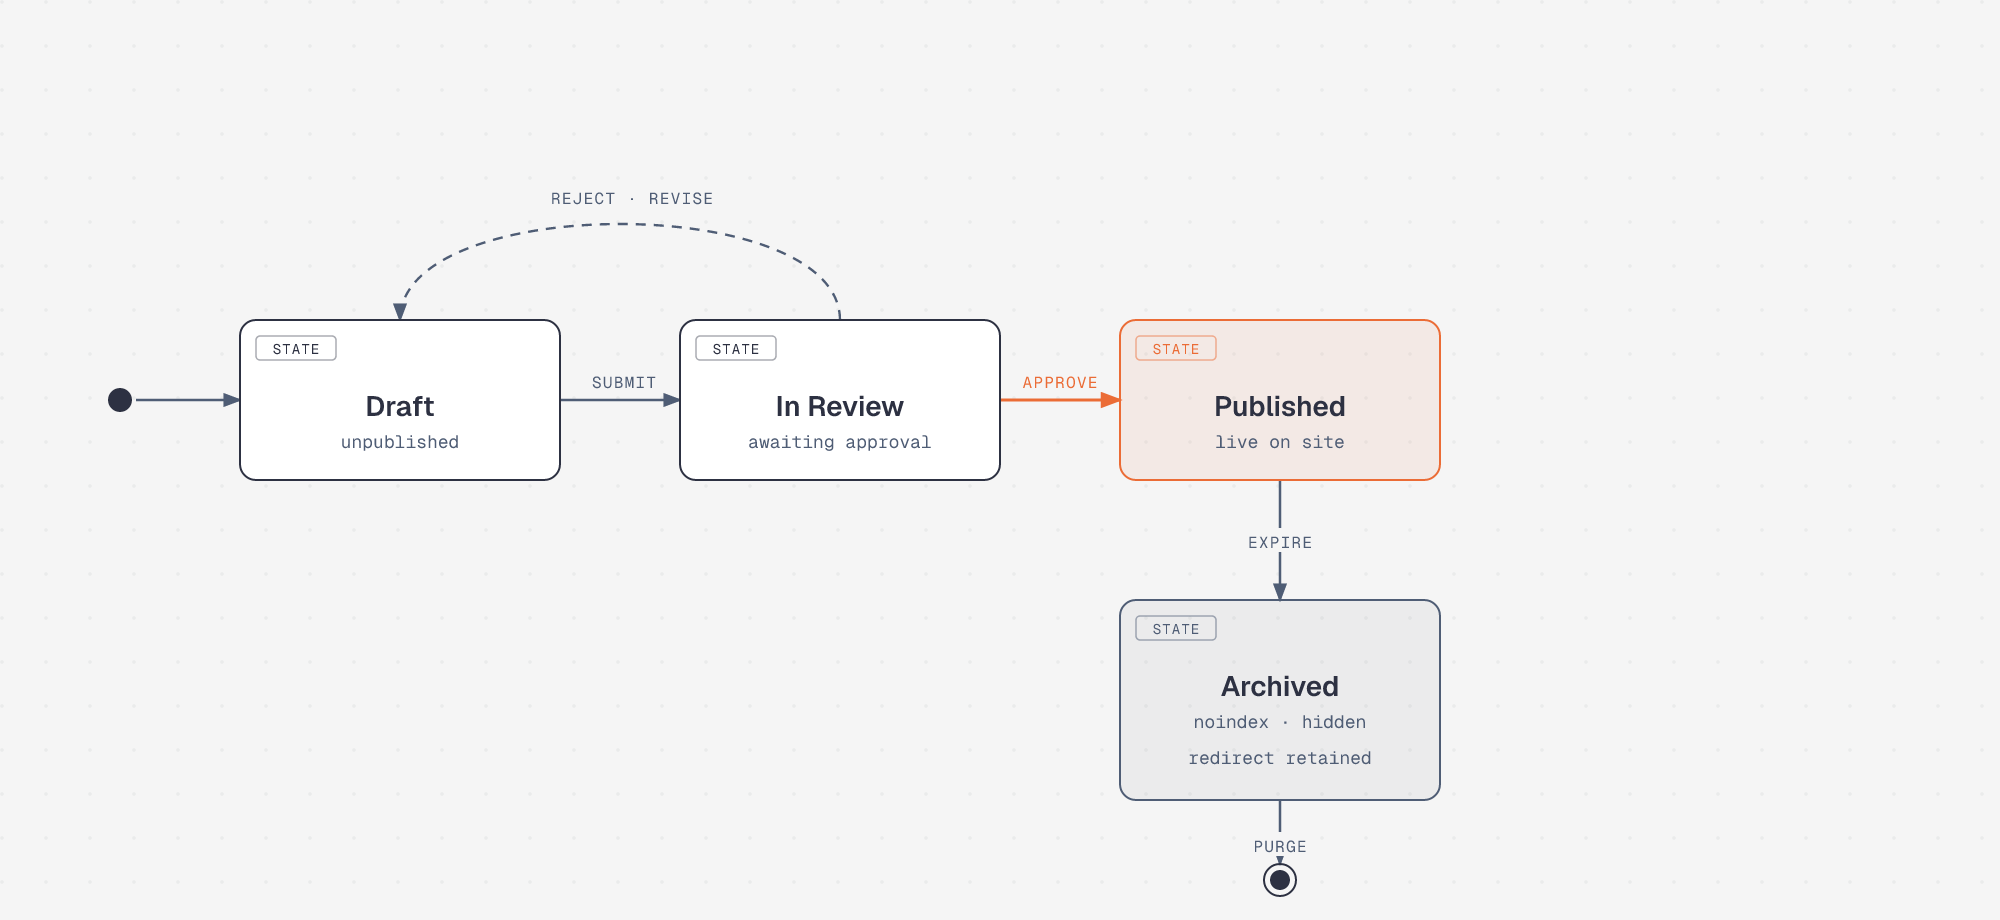 REJECT · REVISE
STATE
Draft
unpublished
SUBMIT
STATE
In Review
awaiting approval
APPROVE
STATE
Published
live on site
EXPIRE
STATE
Archived
noindex · hidden
redirect retained
PURGE